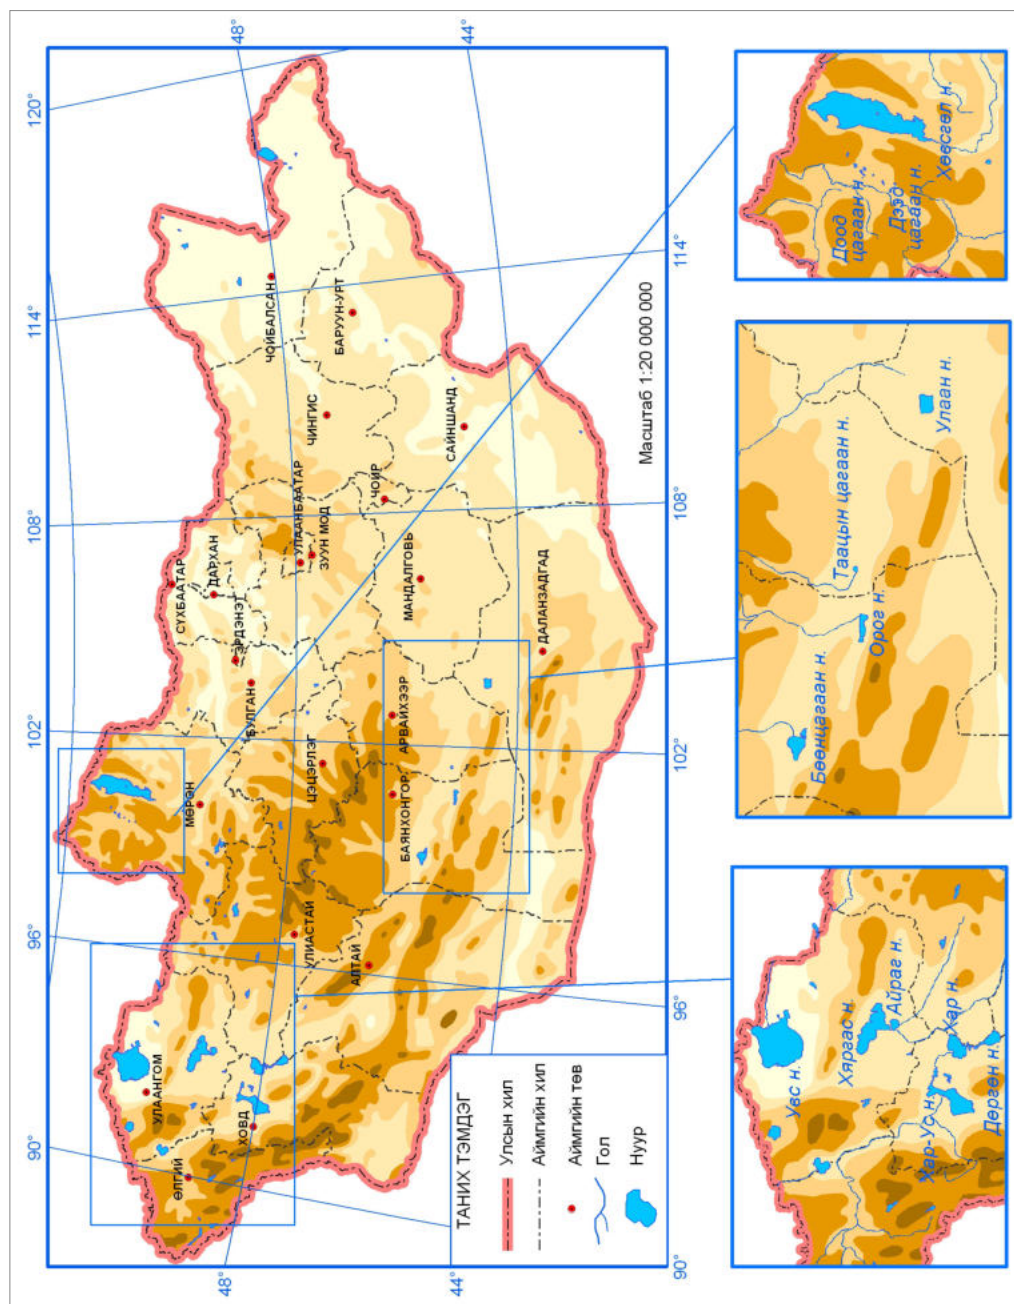 90°
96°
102°
108°
114°
120°
48°
44°
48°
44°
90°
96°
102°
108°
114°
ӨЛГИЙ
УЛААНГОМ
ХОВД
УЛИАСТАЙ
АЛТАЙ
МӨРӨН
ЦЭЦЭРЛЭГ
БАЯНХОНГОР
АРВАЙХЭЭР
БУЛГАН
ЭРДЭНЭТ
СҮХБААТАР
ДАРХАН
УЛААНБААТАР
ЗУУН МОД
МАНДАЛГОВЬ
ДАЛАНЗАДГАД
ЧОЙР
САЙНШАНД
ЧИНГИС
ЧОЙБАЛСАН
БАРУУН-УРТ
Масштаб 1:20 000 000
ТАНИХ ТЭМДЭГ
Улсын хил
Аймгийн хил
Аймгийн төв
Гол
Нуур
Увс н.
Хяргас н.
Айраг н.
Хар-Ус н.
Хар н.
Дөргөн н.
Бөөнцагааан н.
Орог н.
Таацын цагаан н.
Улаан н.
Доод
цагаан н.
Дээд
цагаан н.
Хөвсгөл н.